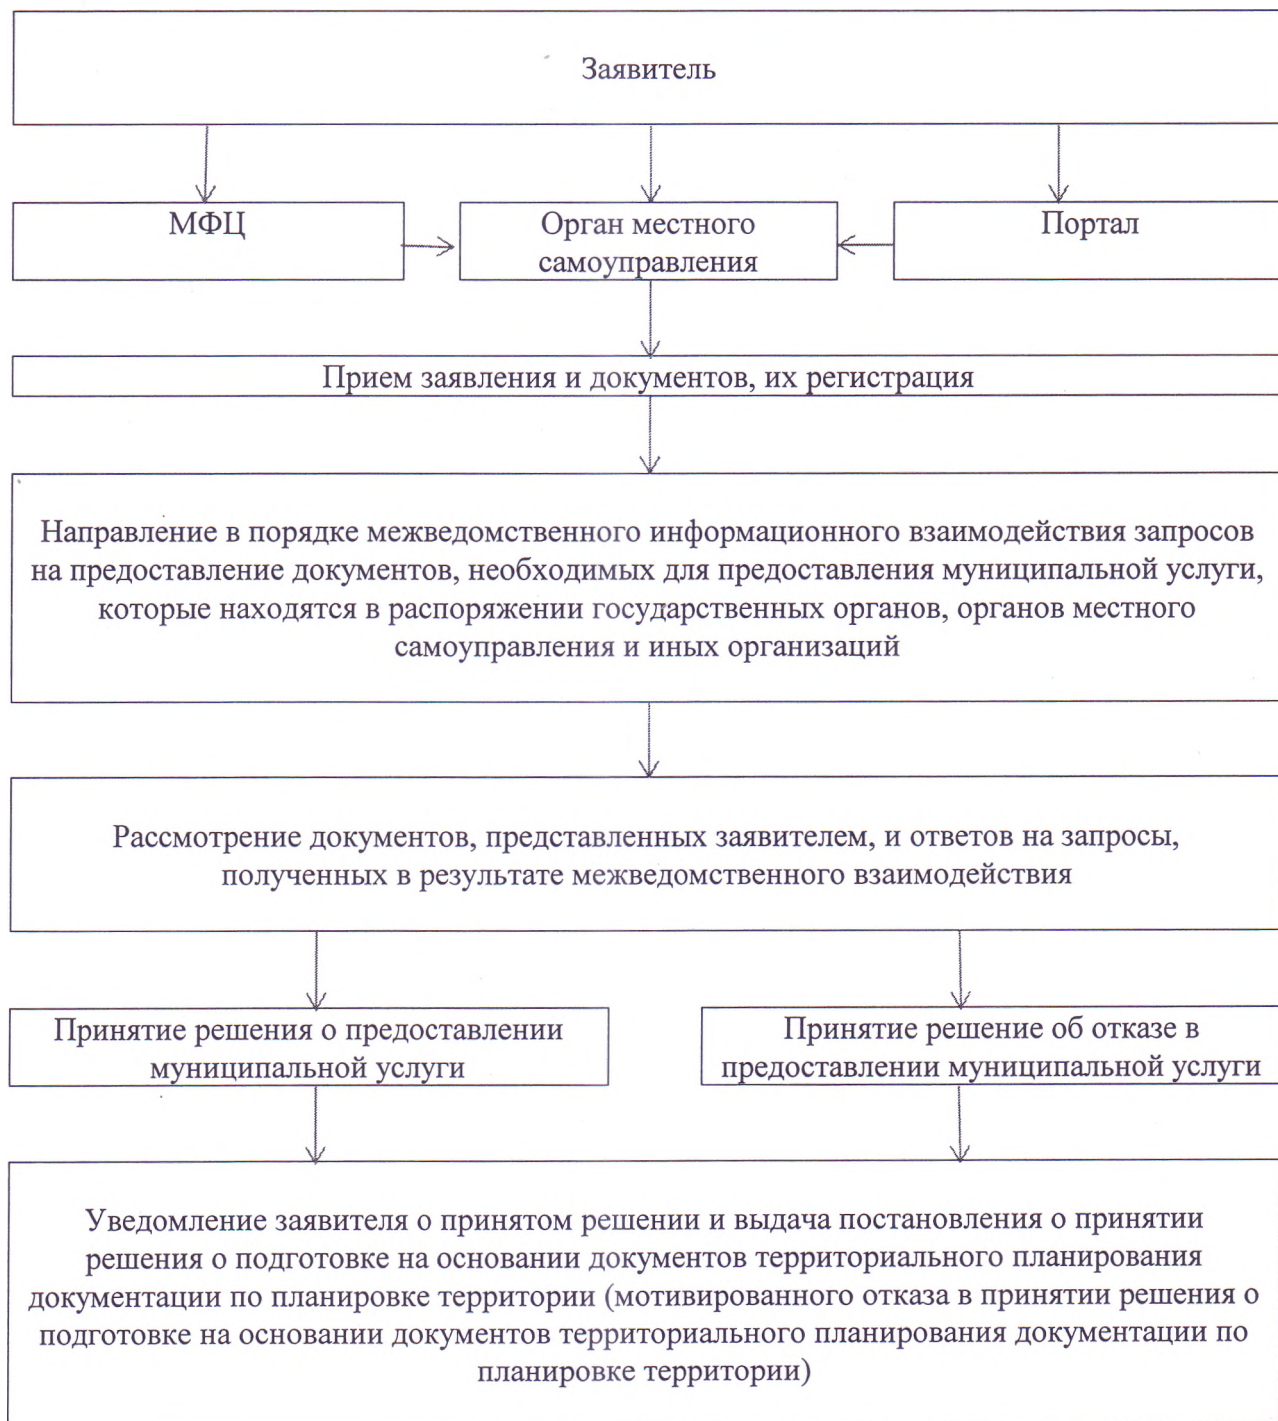 Заявитель
МФЦ
Орган местного
самоуправления
Портал
Прием заявления и документов, их регистрация
Направление в порядке межведомственного информационного взаимодействия запросов
на предоставление документов, необходимых для предоставления муниципальной услуги,
которые находятся в распоряжении государственных органов, органов местного
самоуправления и иных организаций
Рассмотрение документов, представленных заявителем, и ответов на запросы,
полученных в результате межведомственного взаимодействия
Принятие решения о предоставлении
муниципальной услуги
Принятие решение об отказе в
предоставлении муниципальной услуги
Уведомление заявителя о принятом решении и выдача постановления о принятии
решения о подготовке на основании документов территориального планирования
документации по планировке территории (мотивированного отказа в принятии решения о
подготовке на основании документов территориального планирования документации по
планировке территории)